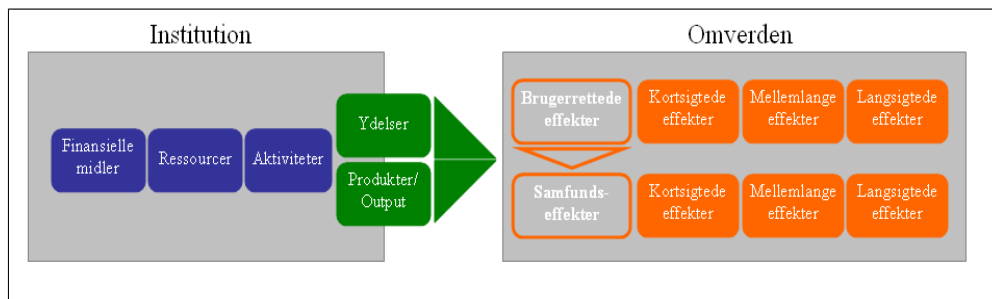 Institution
Omverden
Finansielle
midler
Ressourcer
Aktiviteter
Ydelser
Produkter/
Output
Brugerrettede
effekter
Kortsigtede
effekter
Mellemlange
effekter
Langsigtede
effekter
Samfunds-
effekter
Kortsigtede
effekter
Mellemlange
effekter
Langsigtede
effekter